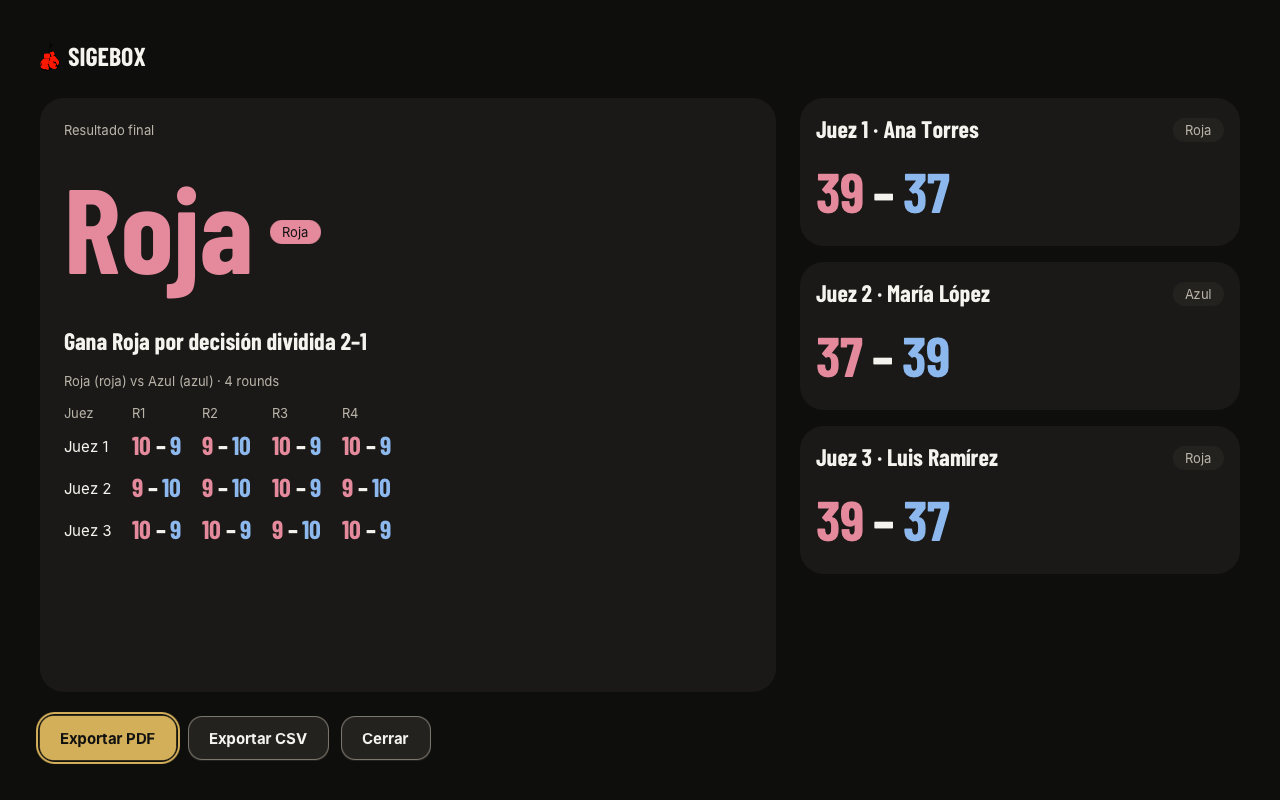 SIGEBOX
Resultado final
Roja Roja
Gana Roja por decisión dividida 2–1
Roja (roja) vs Azul (azul) · 4 rounds
Juez R1 R2 R3 R4
Juez 1 10 – 9 9 – 10 10 – 9 10 – 9
Juez 2 9 – 10 9 – 10 10 – 9 9 – 10
Juez 3 10 – 9 10 – 9 9 – 10 10 – 9
Juez 1 · Ana Torres Roja
39 – 37
Juez 2 · María López Azul
37 – 39
Juez 3 · Luis Ramírez Roja
39 – 37
Exportar PDF Exportar CSV Cerrar